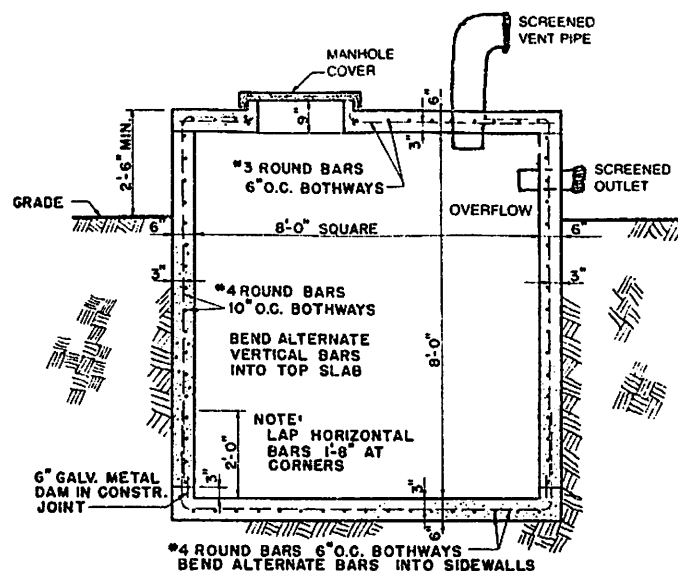 SCREENED
VENT PIPE
MANHOLE
COVER
6"
9"
3"
2'-6" MIN.
#3 ROUND BARS
6" O.C. BOTHWAYS
SCREENED
OUTLET
GRADE
OVERFLOW
6"
8'-0" SQUARE
6"
3"
3"
#4 ROUND BARS
10" O.C. BOTHWAYS
BEND ALTERNATE
VERTICAL BARS
INTO TOP SLAB
8'-0"
NOTE:
LAP HORIZONTAL
BARS 1'-8" AT
CORNERS
2'-0"
6" GALV. METAL
DAM IN CONSTR.
JOINT
3"
3"
6"
#4 ROUND BARS 6" O.C. BOTHWAYS
BEND ALTERNATE BARS INTO SIDEWALLS